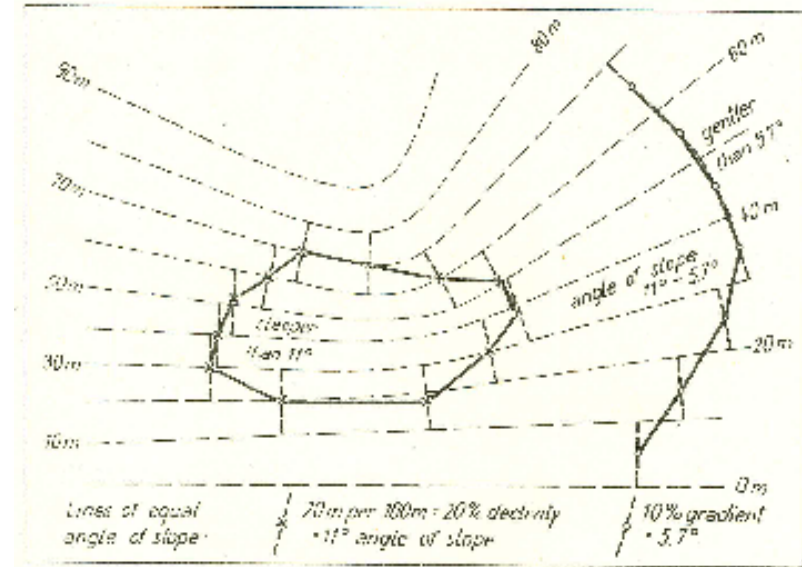 90m
80m
60m
gentler
than 5.7°
70m
40m
angle of slope
11° - 5.7°
50m
steeper
than 11°
30m
20m
10m
0m
Lines of equal
angle of slope
20m per 100m = 20% declivity
= 11° angle of slope
10% gradient
= 5.7°